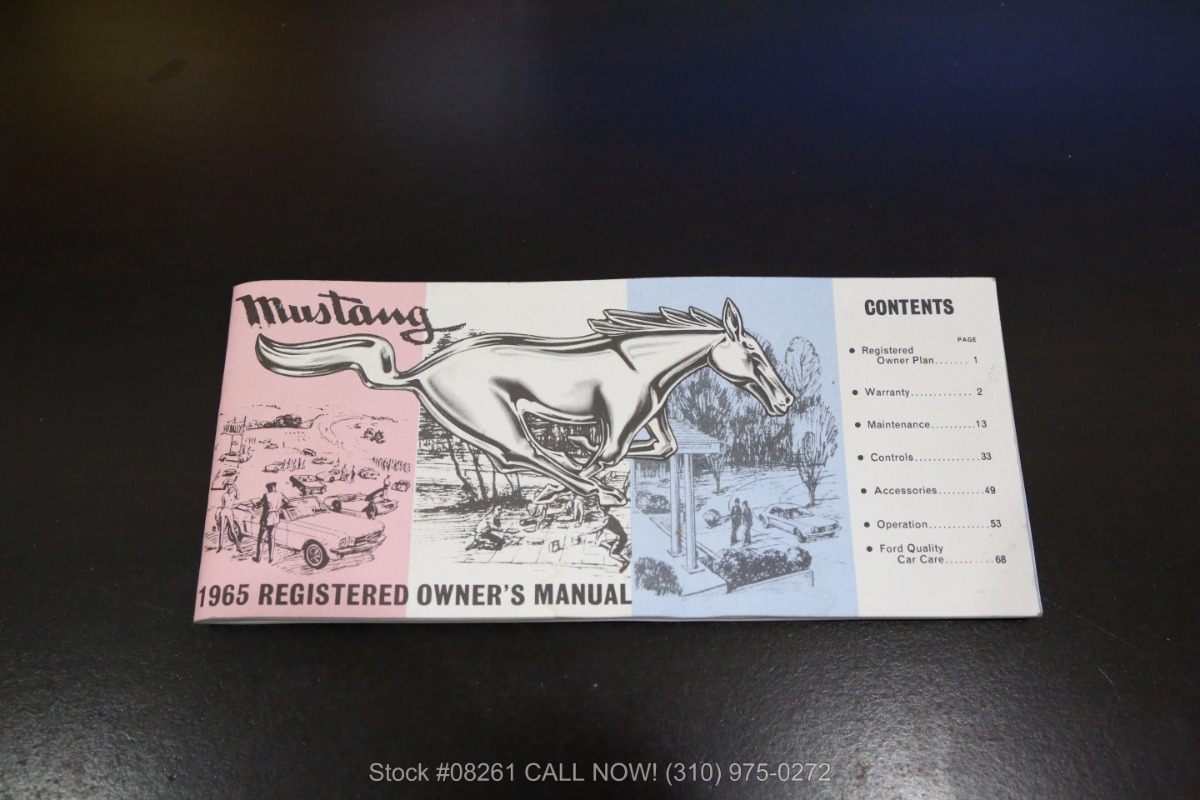 Mustang
1965 REGISTERED OWNER'S MANUAL
CONTENTS
PAGE
• Registered
Owner Plan....... 1
• Warranty............. 2
• Maintenance..........13
• Controls...............33
• Accessories..........49
• Operation.............53
• Ford Quality
Car Care..........68
Stock #08261 CALL NOW! (310) 975-0272